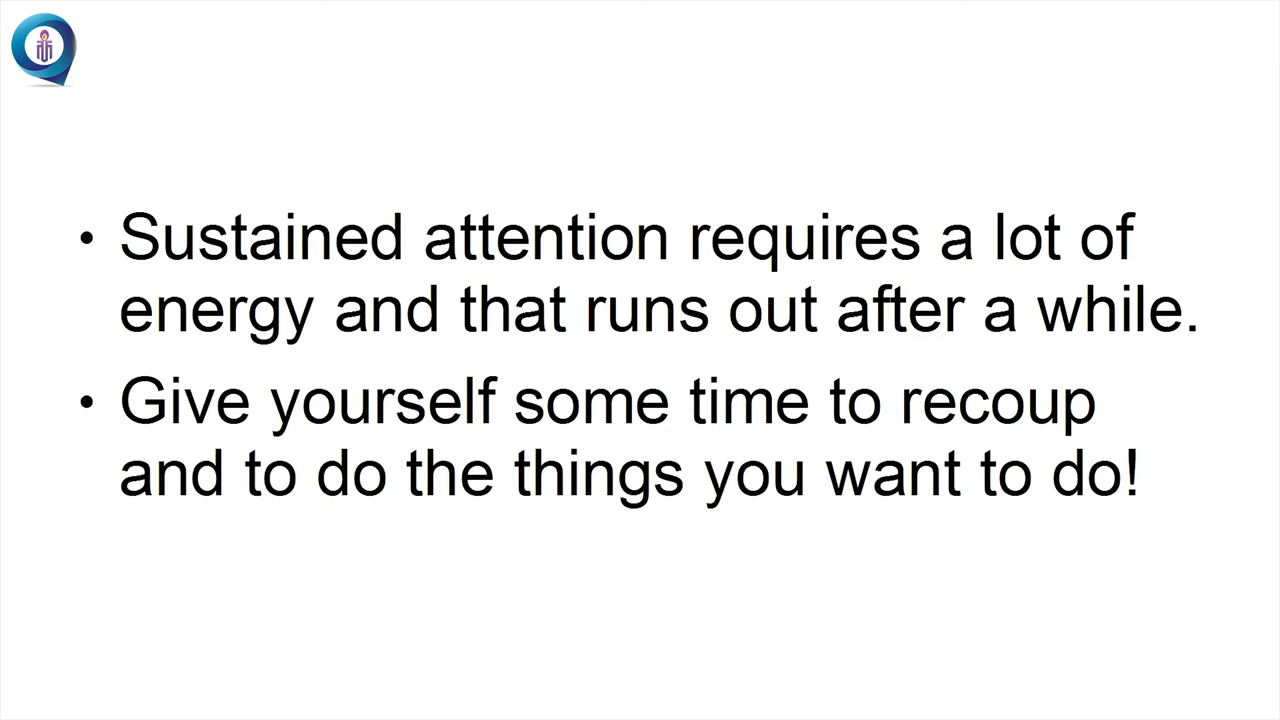 • Sustained attention requires a lot of
energy and that runs out after a while.
• Give yourself some time to recoup
and to do the things you want to do!